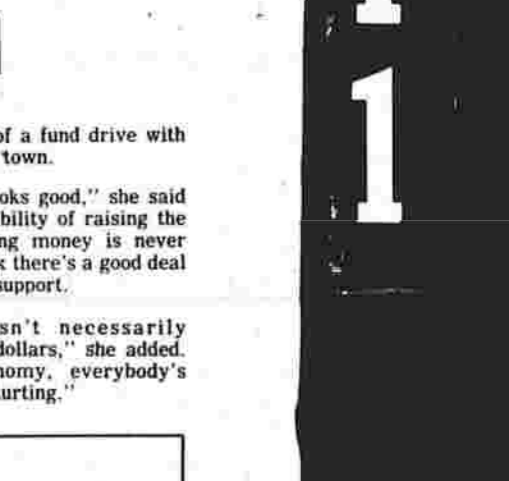 of a fund drive with
town.
oks good," she said
bility of raising the
ng money is never
k there's a good deal
support.
sn't necessarily
dollars," she added.
nomy, everybody's
urting."
1